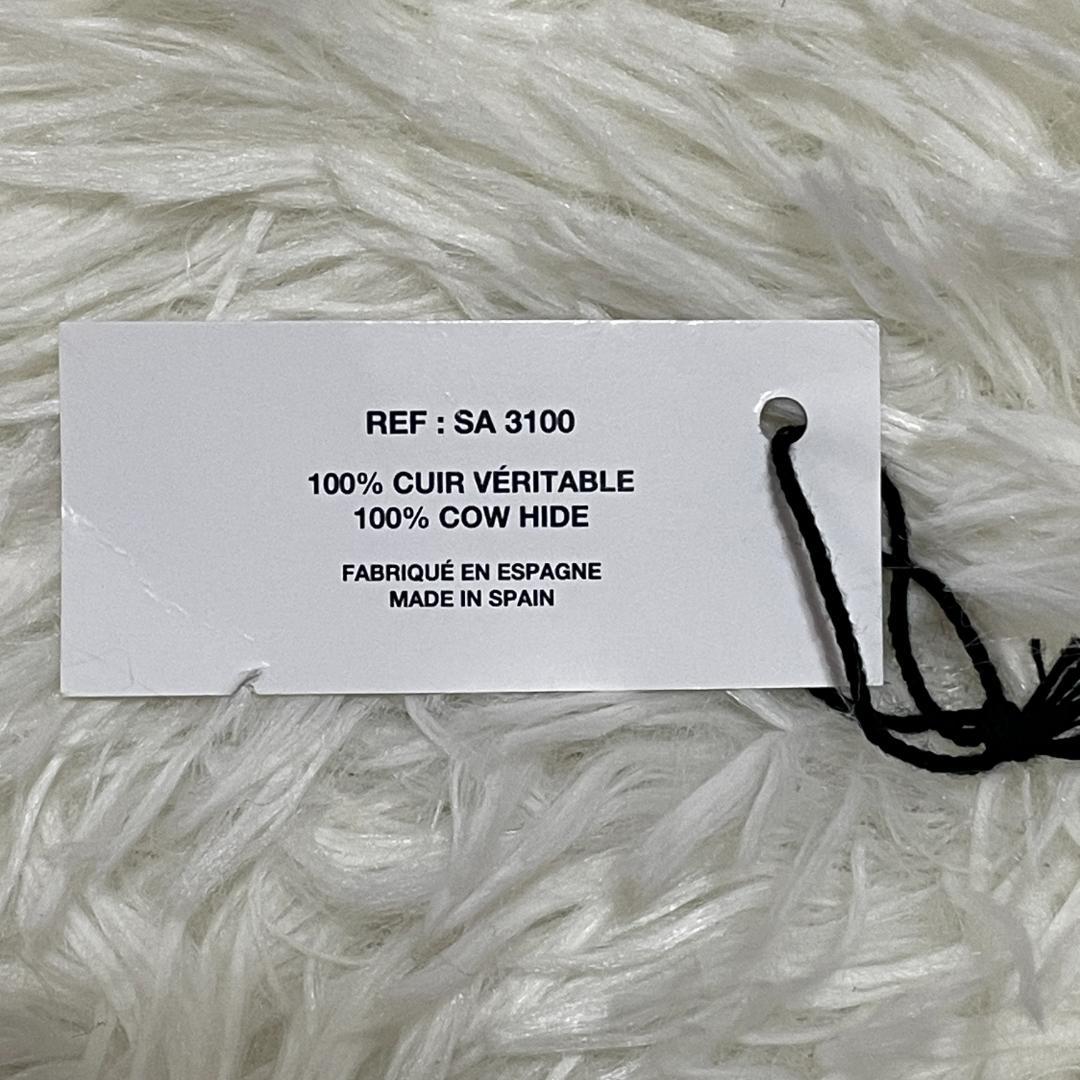 REF : SA 3100
100% CUIR VÉRITABLE
100% COW HIDE
FABRIQUÉ EN ESPAGNE
MADE IN SPAIN